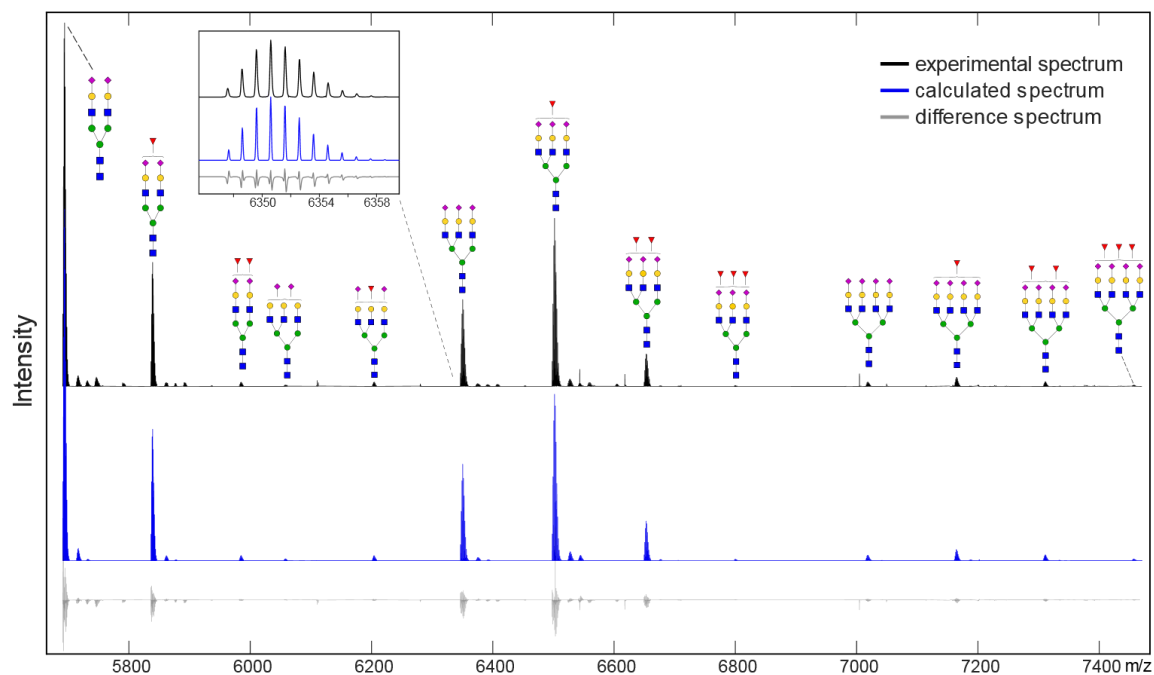 experimental spectrum
calculated spectrum
difference spectrum
6350 6354 6358
Intensity
5800 6000 6200 6400 6600 6800 7000 7200 7400 m/z